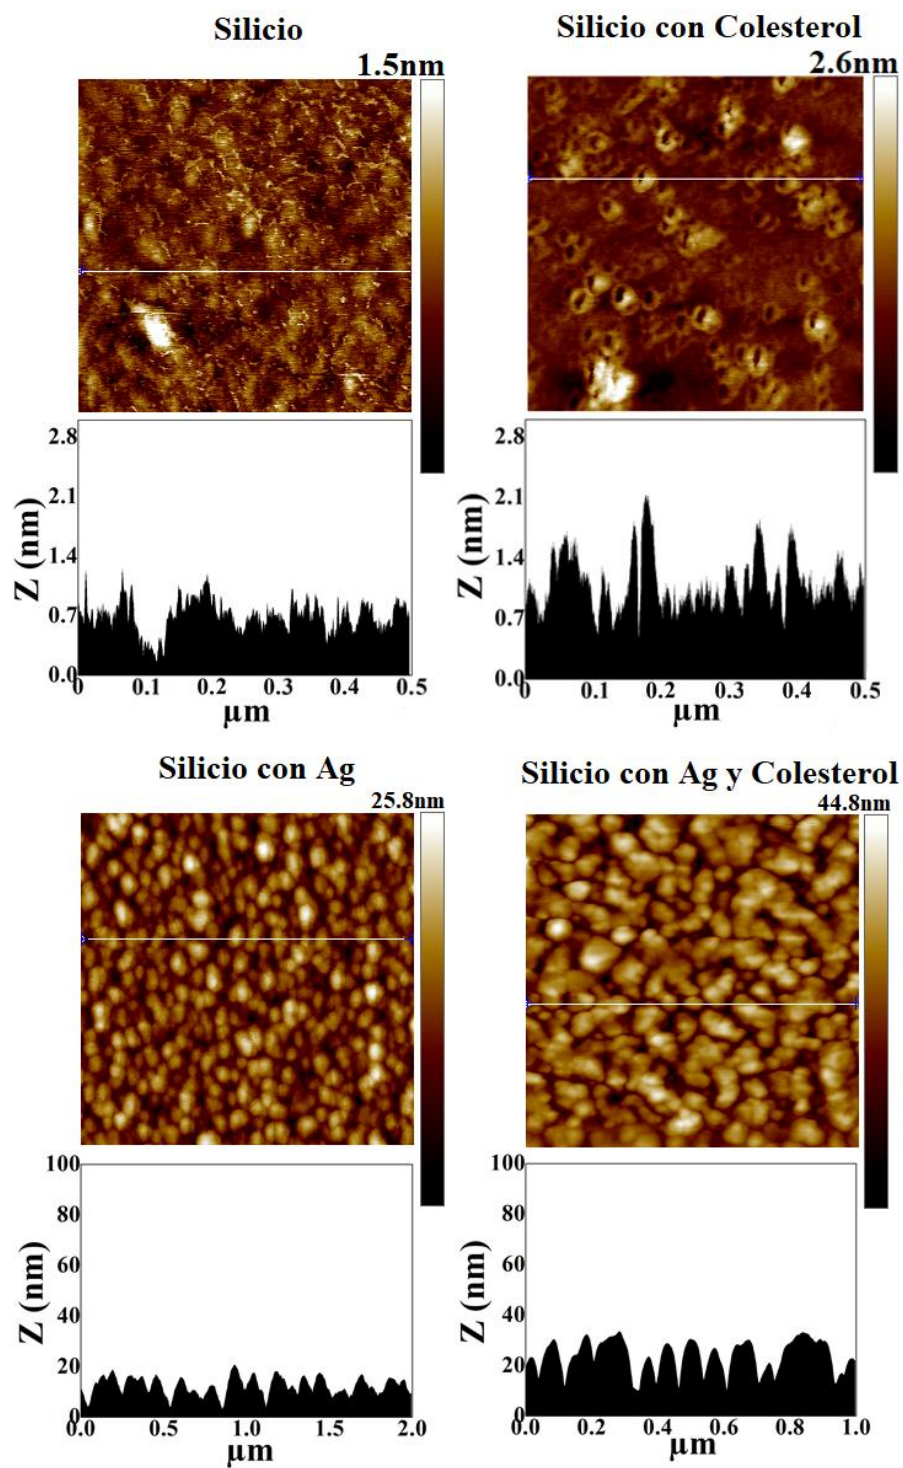 Silicio
1.5nm
2.8
2.1
1.4
0.7
0.0
Z (nm)
0 0.1 0.2 0.3 0.4 0.5
µm
Silicio con Colesterol
2.6nm
2.8
2.1
1.4
0.7
0.0
Z (nm)
0 0.1 0.2 0.3 0.4 0.5
µm
Silicio con Ag
25.8nm
100
80
60
40
20
0
Z (nm)
0.0 0.5 1.0 1.5 2.0
µm
Silicio con Ag y Colesterol
44.8nm
100
80
60
40
20
0
Z (nm)
0.0 0.2 0.4 0.6 0.8 1.0
µm